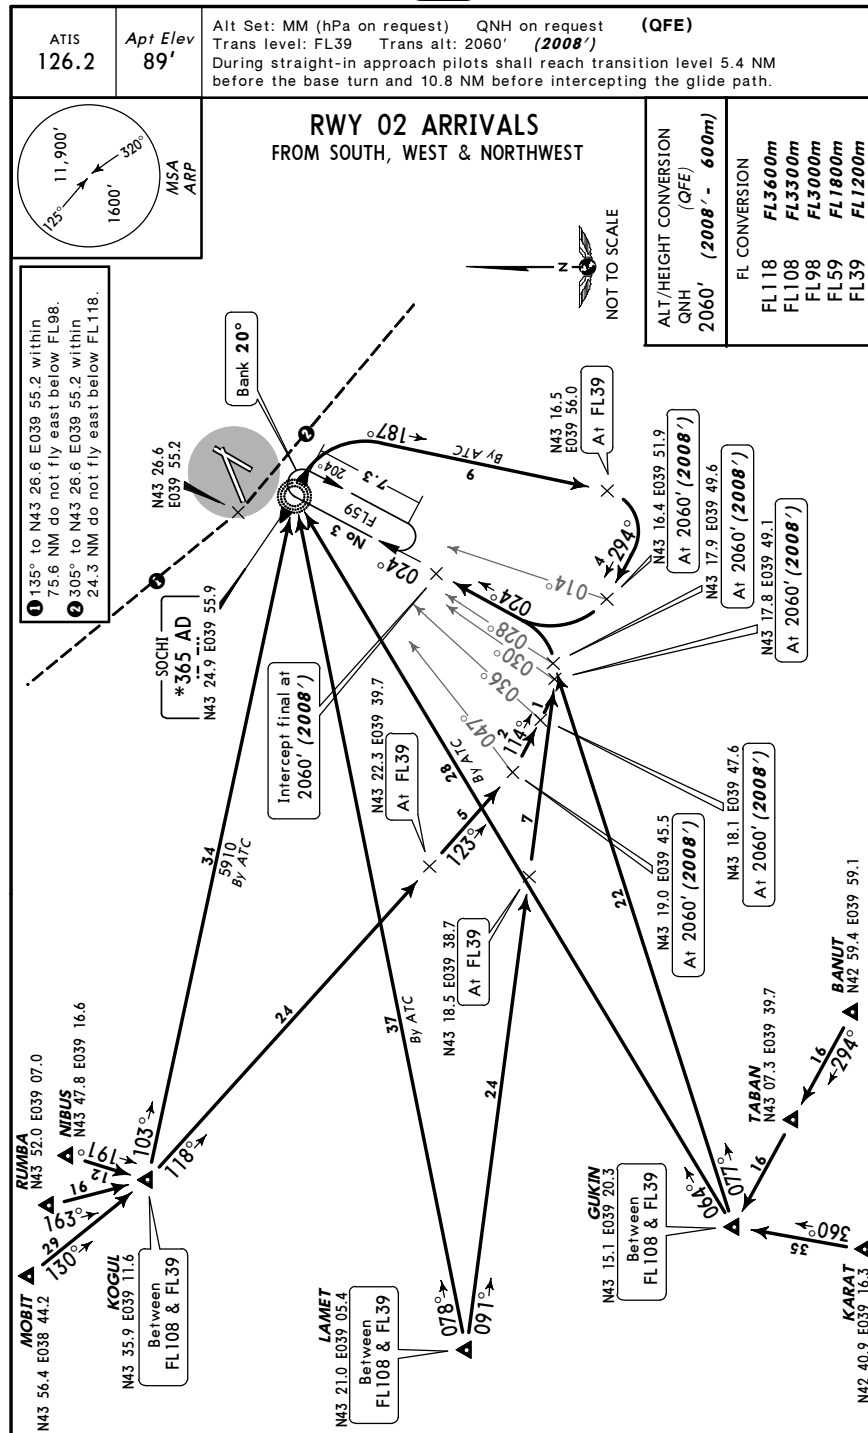 ATIS
126.2
Apt Elev
89'
Alt Set: MM (hPa on request) QNH on request (QFE)
Trans level: FL39 Trans alt: 2060' (2008')
During straight-in approach pilots shall reach transition level 5.4 NM
before the base turn and 10.8 NM before intercepting the glide path.
RWY 02 ARRIVALS
FROM SOUTH, WEST & NORTHWEST
11,900'
320°
125°
1600'
MSA
ARP
NOT TO SCALE
N
ALT/HEIGHT CONVERSION
QNH (QFE)
2060' (2008' - 600m)
FL CONVERSION
FL118 FL3600m
FL108 FL3300m
FL98 FL3000m
FL59 FL1800m
FL39 FL1200m
1 135° to N43 26.6 E039 55.2 within
75.6 NM do not fly east below FL98.
2 305° to N43 26.6 E039 55.2 within
24.3 NM do not fly east below FL118.
Bank 20°
N43 26.6
E039 55.2
2
1
SOCHI
*365 AD
N43 24.9 E039 55.9
187°
By ATC
9
204°
7.3
FL59
No 3
024°
N43 16.5
E039 56.0
At FL39
294°
4
N43 16.4 E039 51.9
At 2060' (2008')
N43 17.9 E039 49.6
At 2060' (2008')
N43 17.8 E039 49.1
At 2060' (2008')
014°
024°
028°
030°
036°
047°
Intercept final at
2060' (2008')
N43 22.3 E039 39.7
At FL39
5
123°
2
114°
1
7
28
By ATC
22
N43 18.1 E039 47.6
At 2060' (2008')
N43 19.0 E039 45.5
At 2060' (2008')
N43 18.5 E039 38.7
At FL39
34
5910
By ATC
24
37
By ATC
24
RUMBA
N43 52.0 E039 07.0
NIBUS
N43 47.8 E039 16.6
191°
12
16
163°
29
130°
103°
118°
MOBIT
N43 56.4 E038 44.2
KOGUL
N43 35.9 E039 11.6
Between
FL108 & FL39
LAMET
N43 21.0 E039 05.4
Between
FL108 & FL39
078°
091°
GUKIN
N43 15.1 E039 20.3
Between
FL108 & FL39
064°
077°
TABAN
N43 07.3 E039 39.7
16
BANUT
N42 59.4 E039 59.1
16
294°
35
360°
KARAT
N42 40.9 E039 16.3